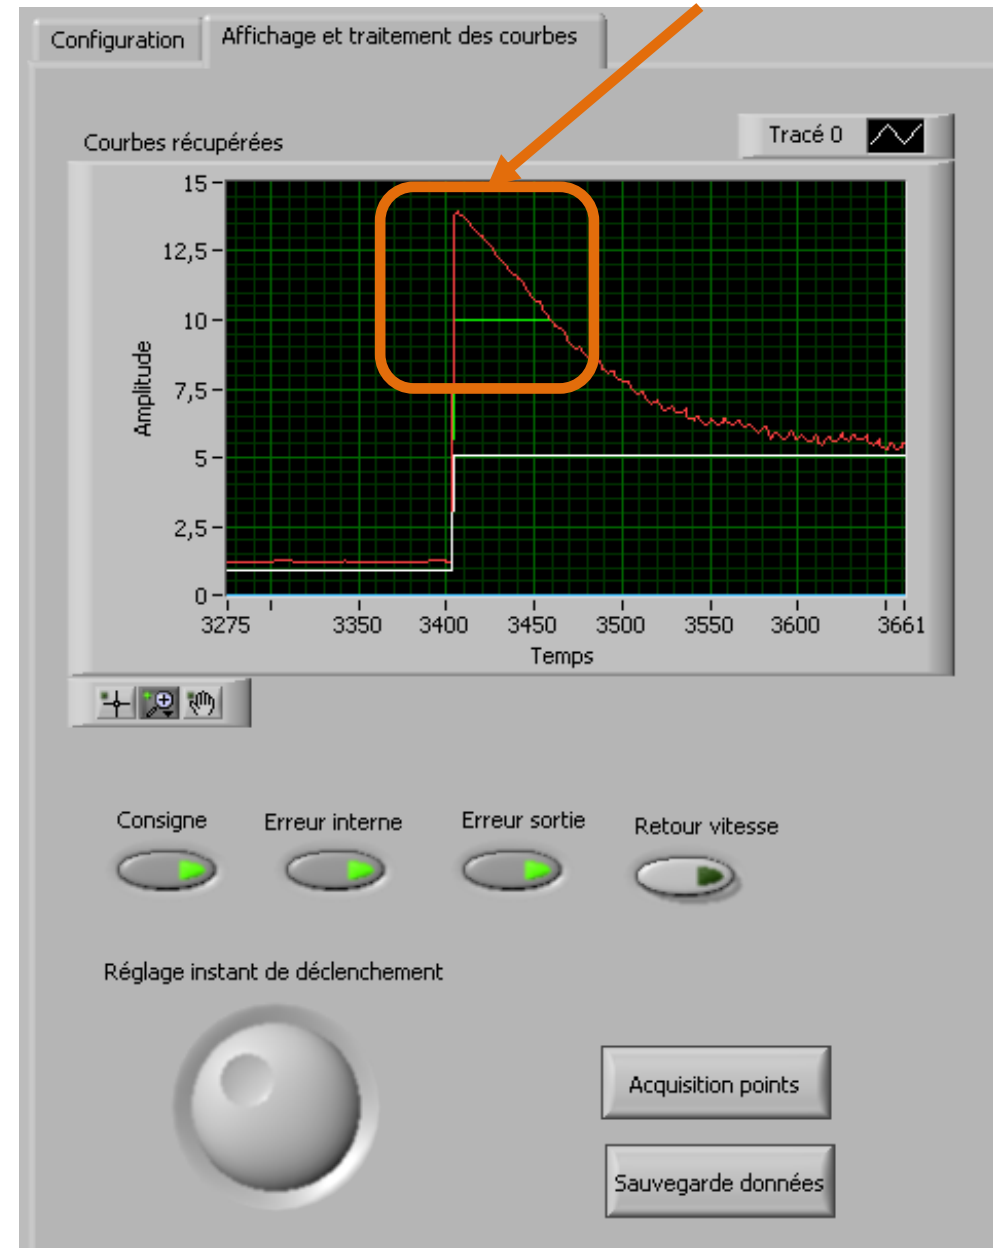 Configuration
Affichage et traitement des courbes
Courbes récupérées
Tracé 0
15
12,5
10
7,5
5
2,5
0
Amplitude
3275 3350 3400 3450 3500 3550 3600 3661
Temps
Consigne Erreur interne Erreur sortie Retour vitesse
Réglage instant de déclenchement
Acquisition points
Sauvegarde données